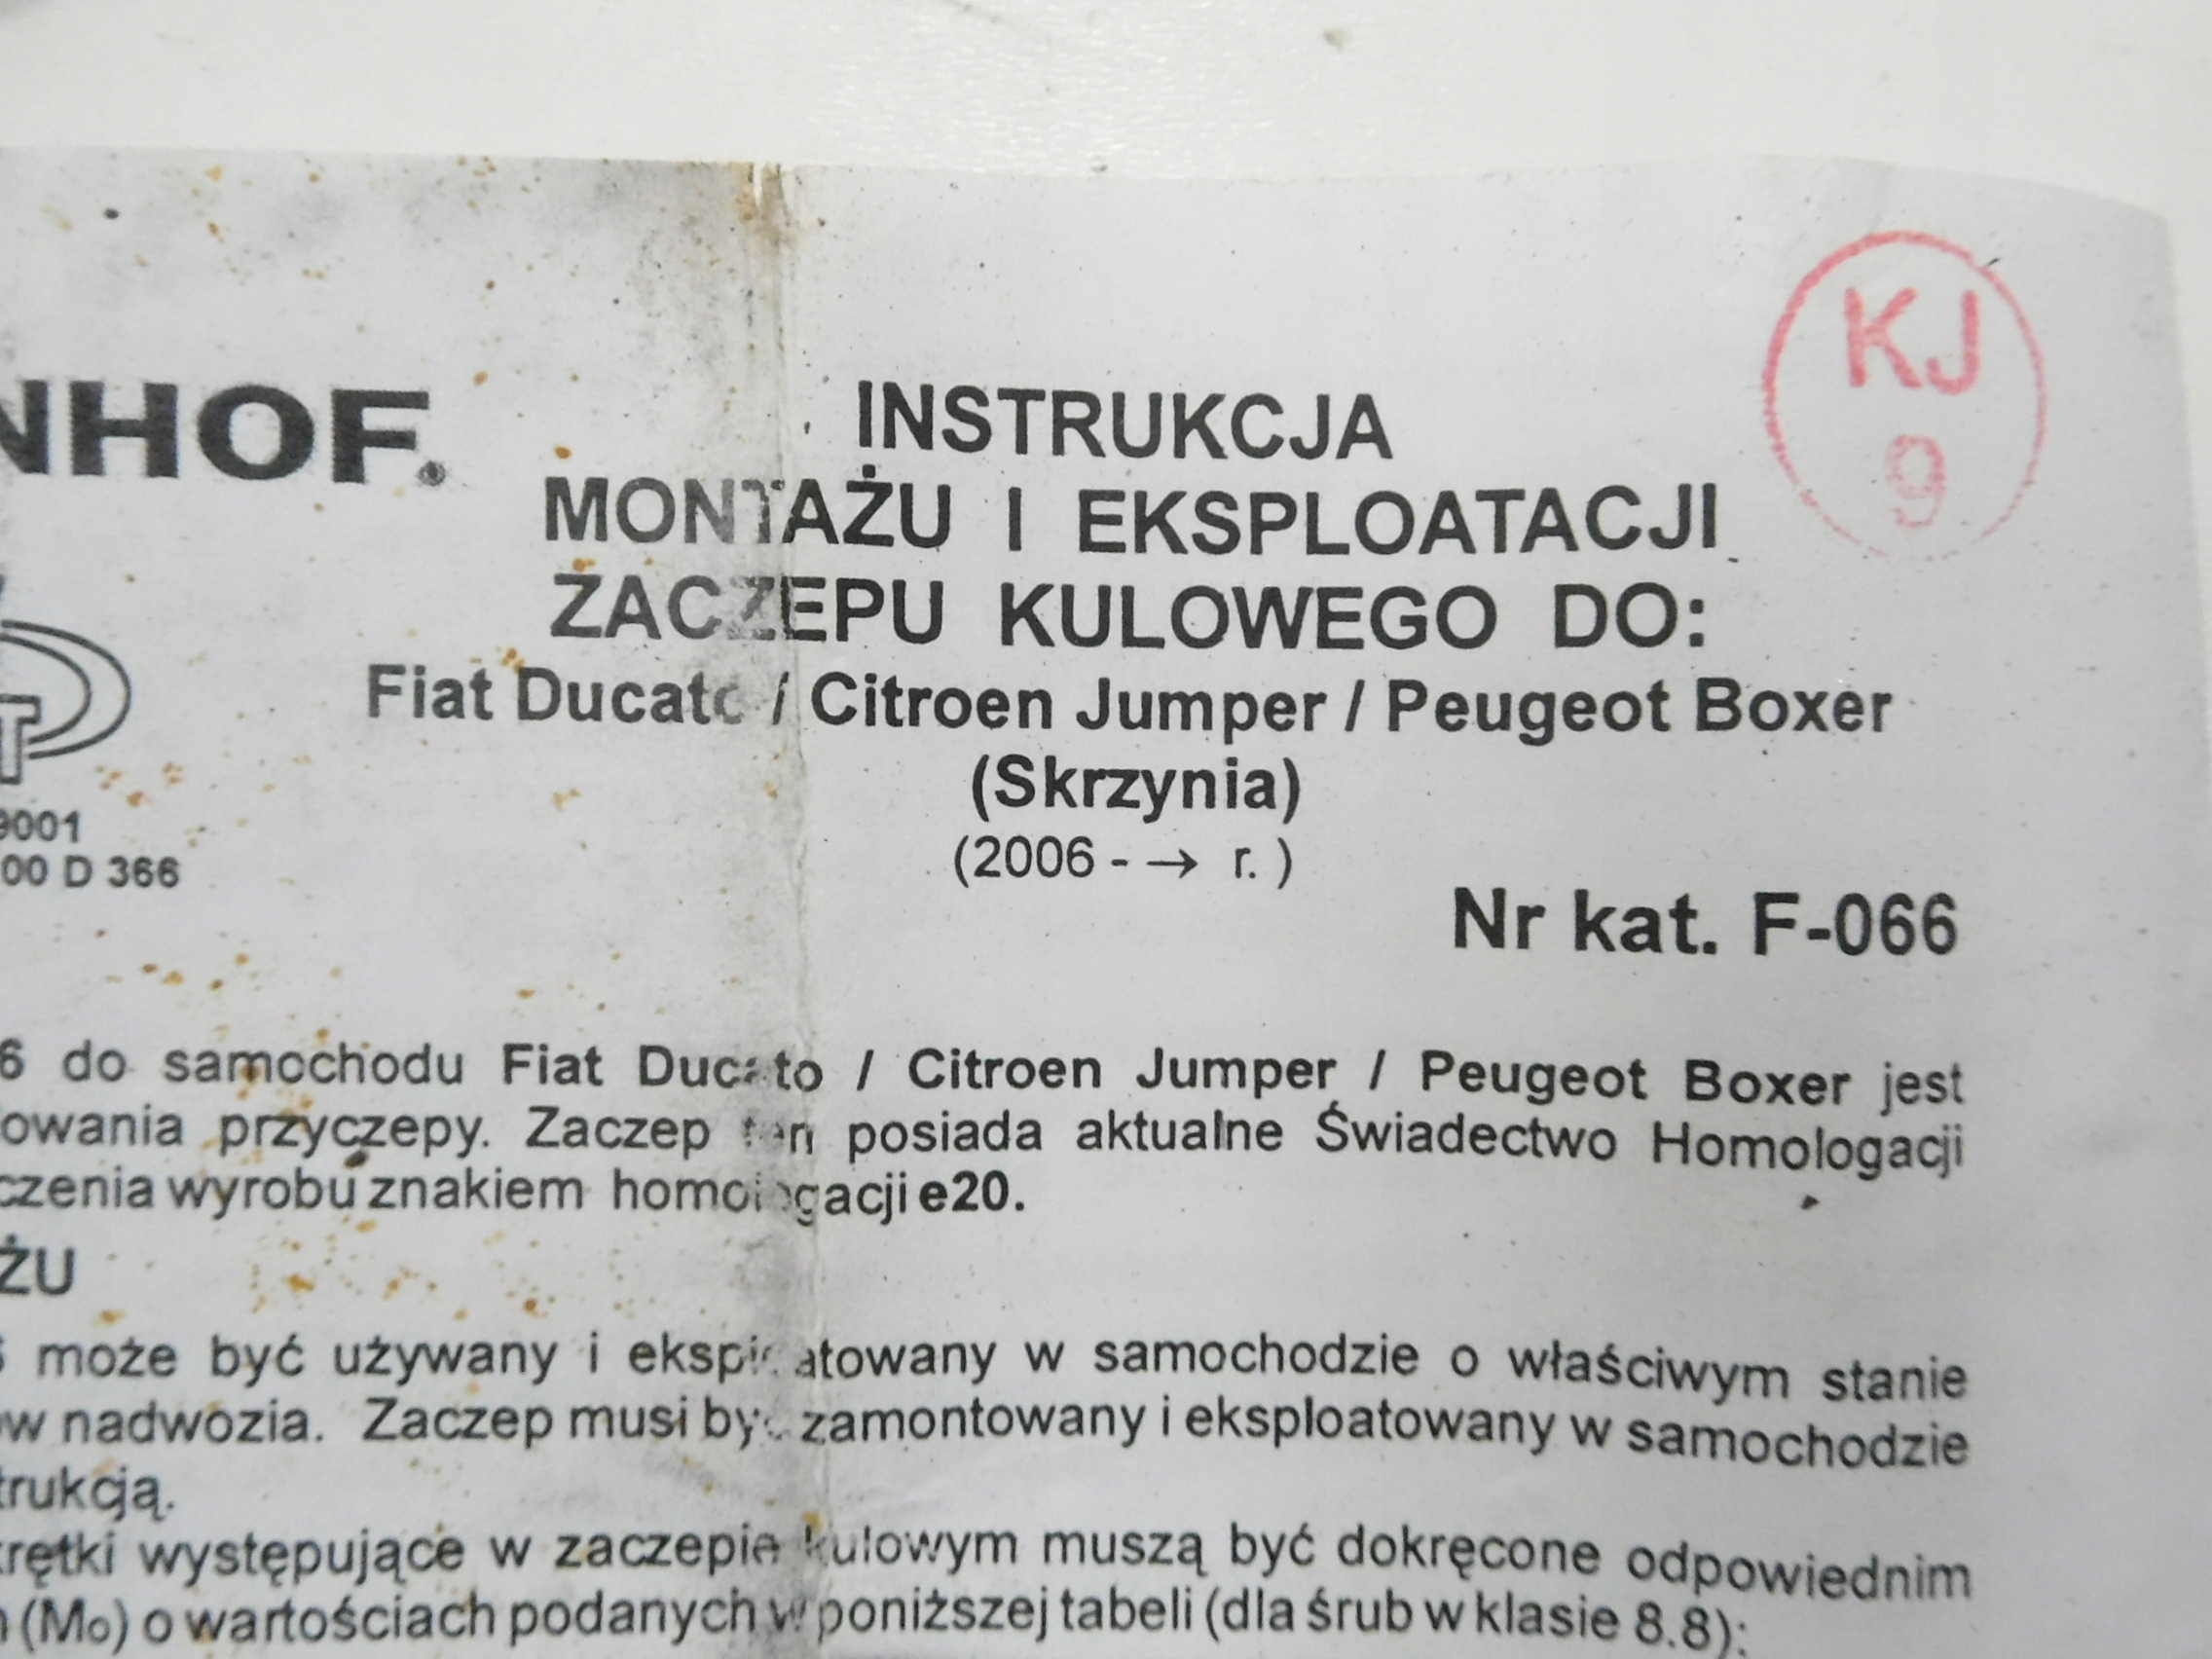 NHOF.
INSTRUKCJA
MONTAŻU I EKSPLOATACJI
ZACZEPU KULOWEGO DO:
Fiat Ducato / Citroen Jumper / Peugeot Boxer
(Skrzynia)
(2006 - → r. )
Nr kat. F-066
KJ
9
9001
00 D 366
6 do samochodu Fiat Ducato / Citroen Jumper / Peugeot Boxer jest
owania przyczepy. Zaczep ten posiada aktualne Świadectwo Homologacji
czenia wyrobu znakiem homologacji e20.
ŻU
6 może być używany i eksploatowany w samochodzie o właściwym stanie
ów nadwozia. Zaczep musi być zamontowany i eksploatowany w samochodzie
trukcją.
krętki występujące w zaczepie kulowym muszą być dokręcone odpowiednim
(Mo) o wartościach podanych w poniższej tabeli (dla śrub w klasie 8.8):